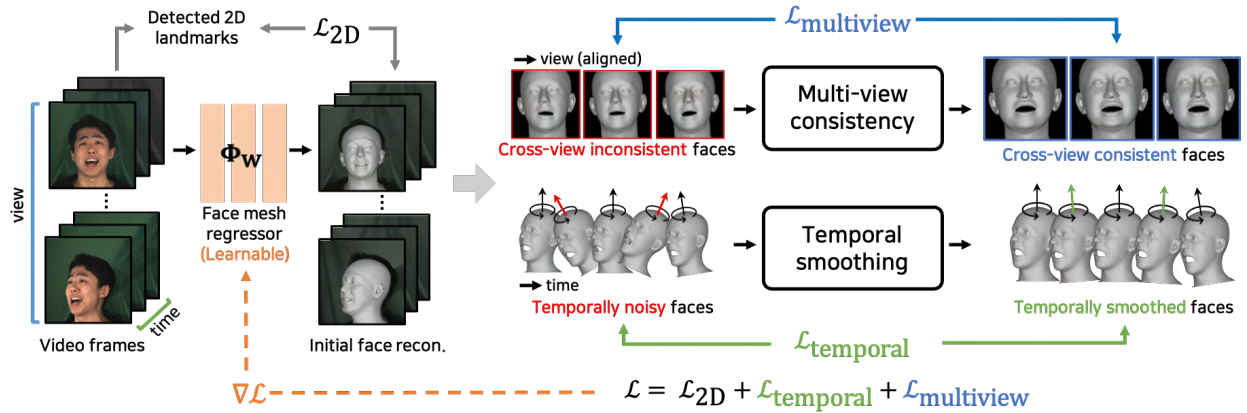 Detected 2D
landmarks
ℒ2D
view
time
Video frames
Φw
Face mesh
regressor
(Learnable)
Initial face recon.
ℒmultiview
view (aligned)
Cross-view inconsistent faces
Multi-view
consistency
Cross-view consistent faces
time
Temporally noisy faces
Temporal
smoothing
Temporally smoothed faces
ℒtemporal
∇ℒ
ℒ = ℒ2D + ℒtemporal + ℒmultiview